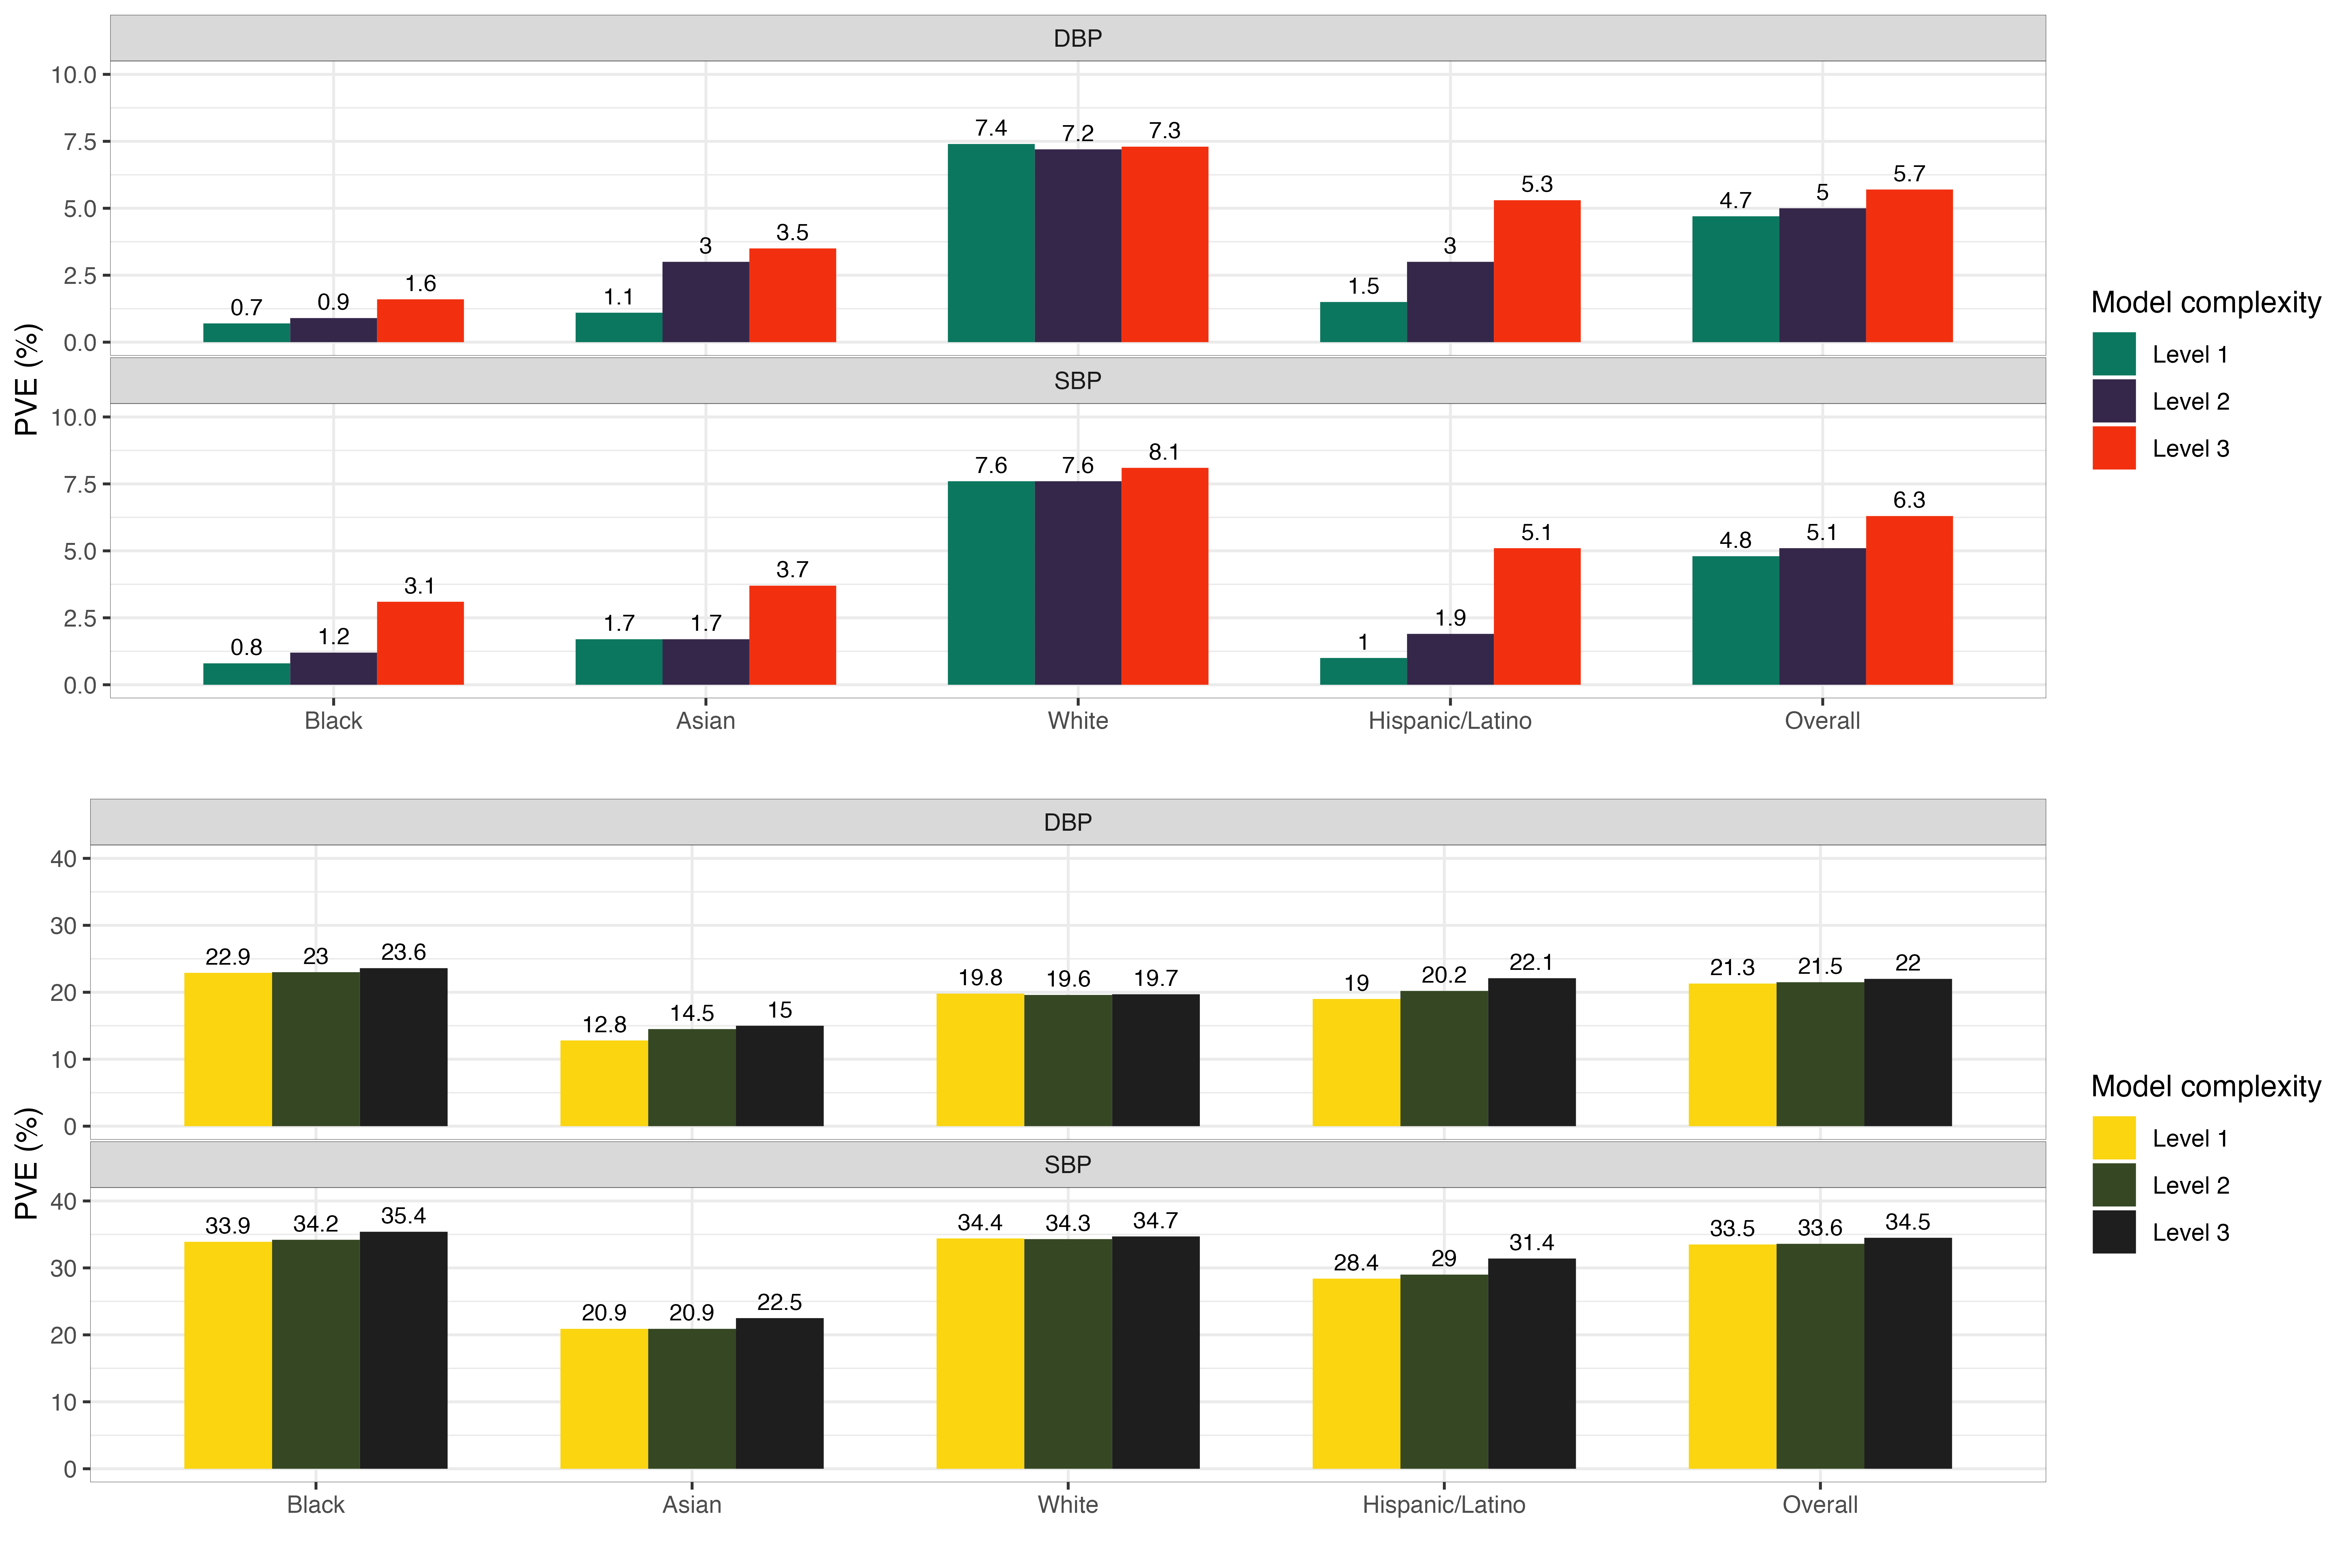 DBP
10.0
7.5
5.0
2.5
0.0
0.7 0.9 1.6 1.1 3 3.5 7.4 7.2 7.3 1.5 3 5.3 4.7 5 5.7
SBP
10.0
7.5
5.0
2.5
0.0
0.8 1.2 3.1 1.7 1.7 3.7 7.6 7.6 8.1 1 1.9 5.1 4.8 5.1 6.3
Black Asian White Hispanic/Latino Overall
PVE (%)
Model complexity
Level 1
Level 2
Level 3
DBP
40
30
20
10
0
22.9 23 23.6 12.8 14.5 15 19.8 19.6 19.7 19 20.2 22.1 21.3 21.5 22
SBP
40
30
20
10
0
33.9 34.2 35.4 20.9 20.9 22.5 34.4 34.3 34.7 28.4 29 31.4 33.5 33.6 34.5
Black Asian White Hispanic/Latino Overall
PVE (%)
Model complexity
Level 1
Level 2
Level 3